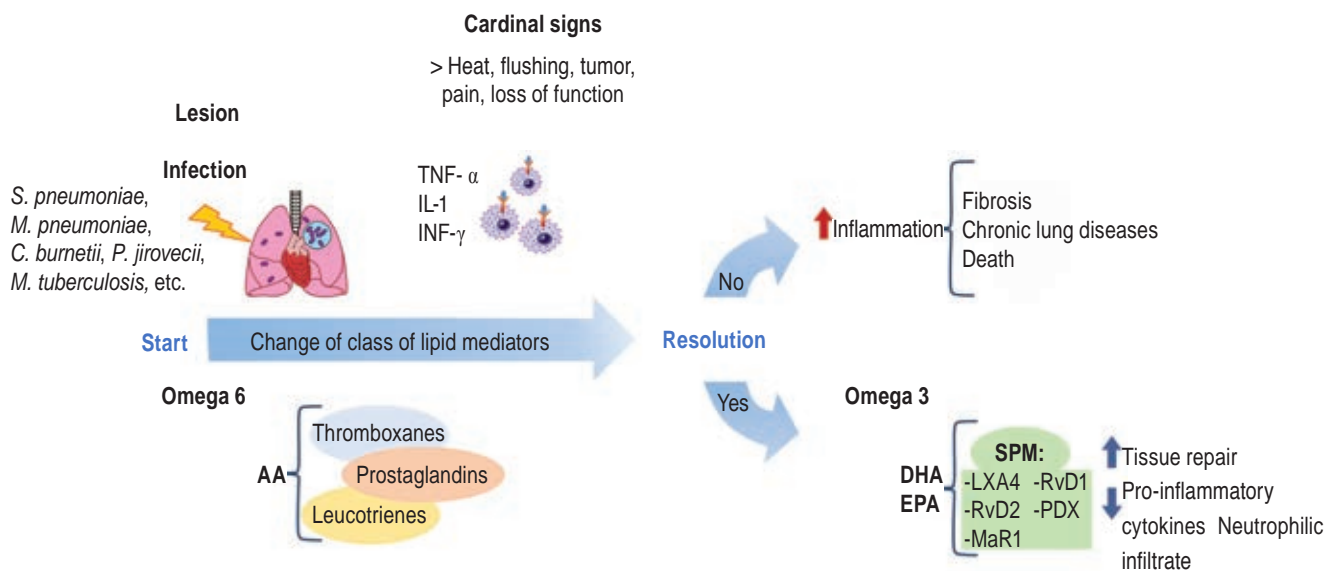 Cardinal signs
> Heat, flushing, tumor,
pain, loss of function
Lesion
Infection
S. pneumoniae,
M. pneumoniae,
C. burnetii, P. jirovecii,
M. tuberculosis, etc.
TNF- α
IL-1
INF-γ
No
Inflammation
Fibrosis
Chronic lung diseases
Death
Start
Change of class of lipid mediators
Resolution
Yes
Omega 6
AA
Thromboxanes
Prostaglandins
Leucotrienes
Omega 3
DHA
EPA
SPM:
-LXA4 -RvD1
-RvD2 -PDX
-MaR1
Tissue repair
Pro-inflammatory
cytokines Neutrophilic
infiltrate